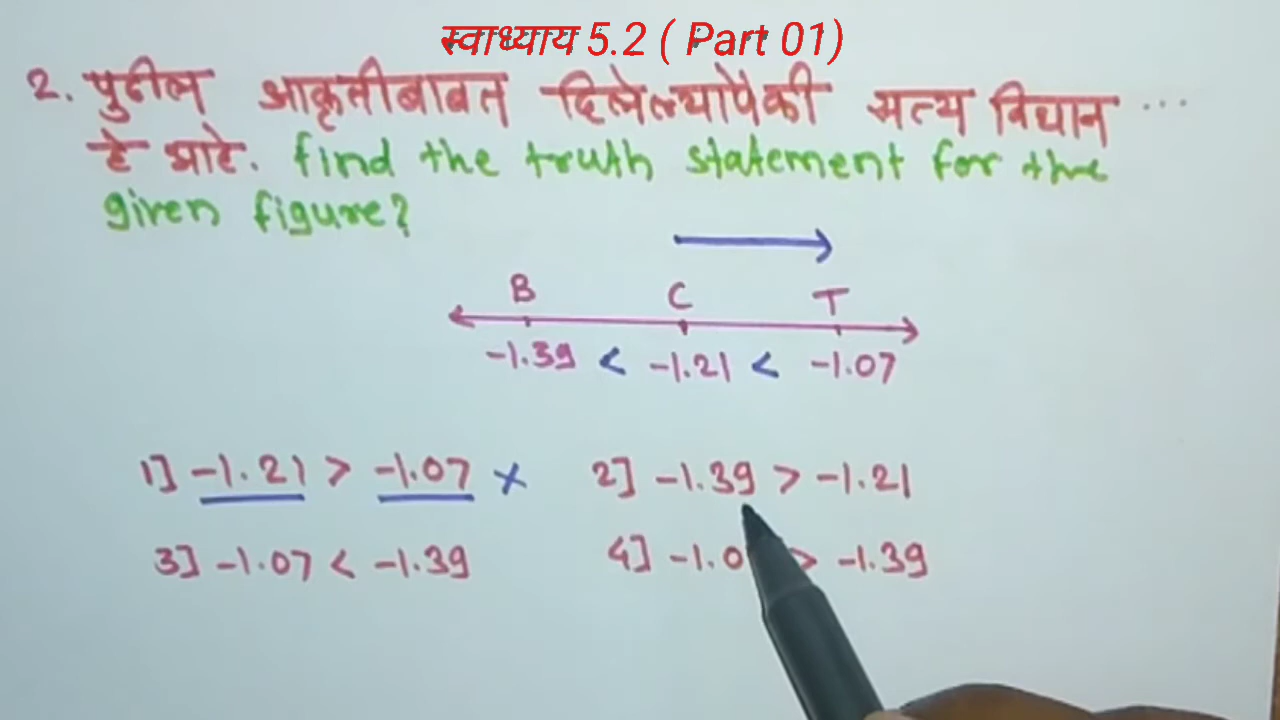 स्वाध्याय 5.2 ( Part 01)
2. पुढील आकृतीबाबत दिलेल्यांपैकी सत्य विधान ...
हे आहे. find the truth statement for the
given figure?
B C T
-1.39 < -1.21 < -1.07
1] -1.21 > -1.07 × 2] -1.39 > -1.21
3] -1.07 < -1.39 4] -1.0 > -1.39